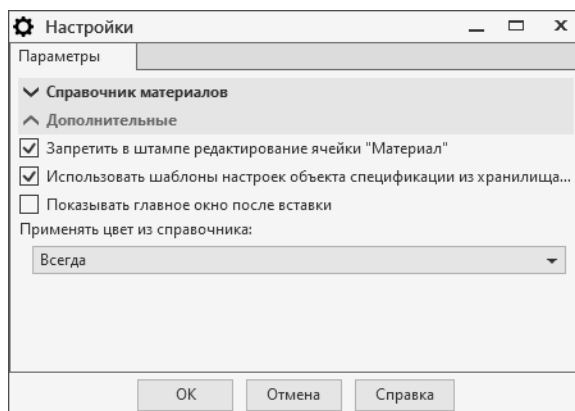 Настройки
Параметры
Справочник материалов
Дополнительные
Запретить в штампе редактирование ячейки "Материал"
Использовать шаблоны настроек объекта спецификации из хранилища...
Показывать главное окно после вставки
Применять цвет из справочника:
Всегда
ОК Отмена Справка